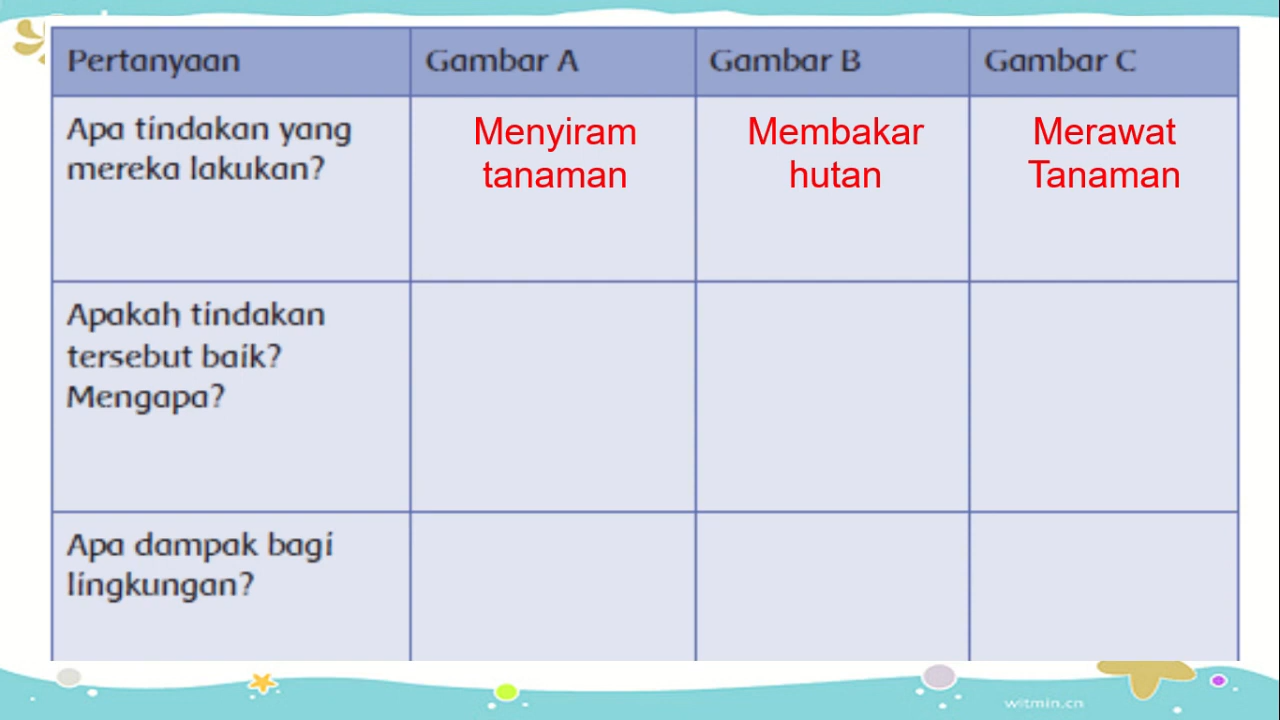 Pertanyaan
Gambar A
Gambar B
Gambar C
Apa tindakan yang
mereka lakukan?
Menyiram
tanaman
Membakar
hutan
Merawat
Tanaman
Apakah tindakan
tersebut baik?
Mengapa?
Apa dampak bagi
lingkungan?
witmin.cn